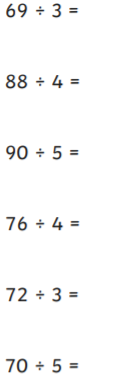 69 ÷ 3 =
88 ÷ 4 =
90 ÷ 5 =
76 ÷ 4 =
72 ÷ 3 =
70 ÷ 5 =